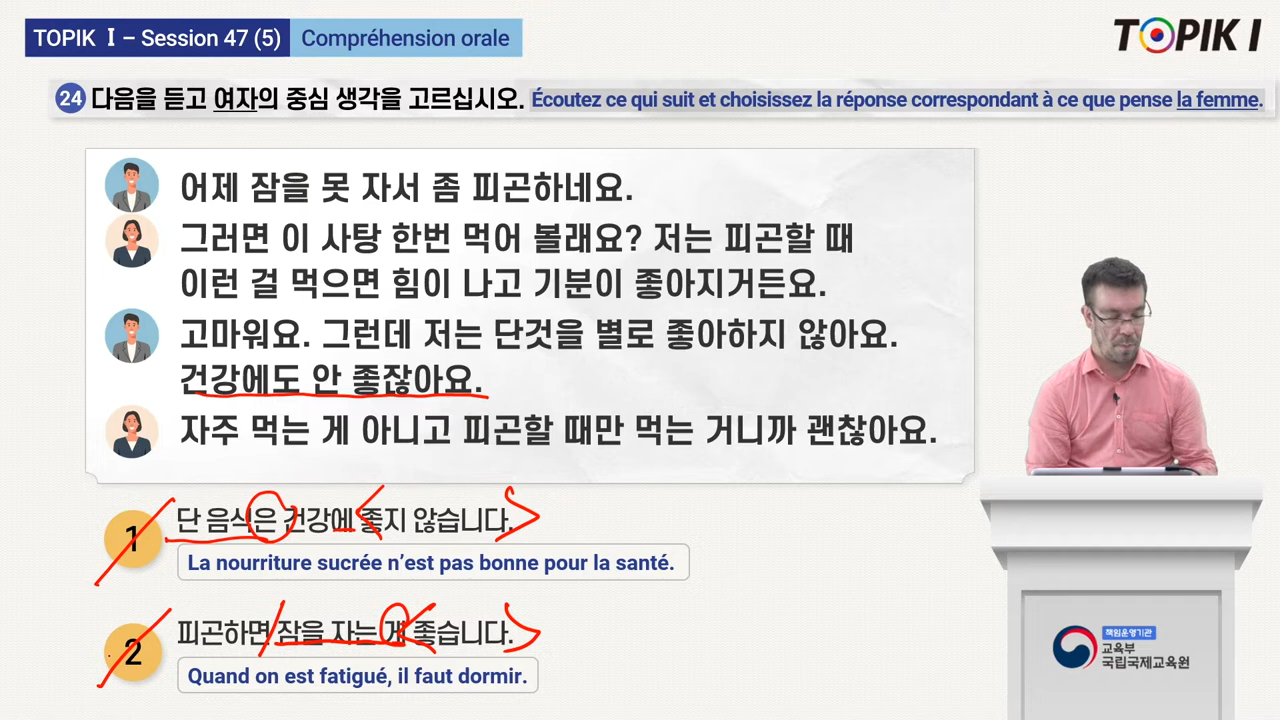 TOPIK I – Session 47 (5) Compréhension orale
TOPIK I
24 다음을 듣고 여자의 중심 생각을 고르십시오. Écoutez ce qui suit et choisissez la réponse correspondant à ce que pense la femme.
어제 잠을 못 자서 좀 피곤하네요.
그러면 이 사탕 한번 먹어 볼래요? 저는 피곤할 때
이런 걸 먹으면 힘이 나고 기분이 좋아지거든요.
고마워요. 그런데 저는 단것을 별로 좋아하지 않아요.
건강에도 안 좋잖아요.
자주 먹는 게 아니고 피곤할 때만 먹는 거니까 괜찮아요.
1 단 음식은 건강에 좋지 않습니다.
La nourriture sucrée n'est pas bonne pour la santé.
2 피곤하면 잠을 자는 게 좋습니다.
Quand on est fatigué, il faut dormir.
책임운영기관
교육부
국립국제교육원